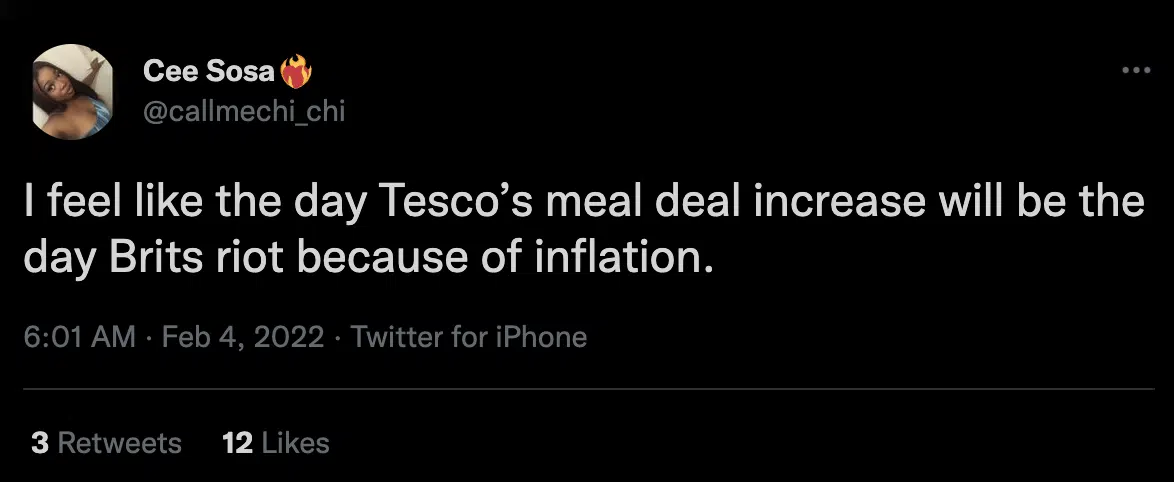 Cee Sosa❤️‍🔥
@callmechi_chi
I feel like the day Tesco’s meal deal increase will be the
day Brits riot because of inflation.
6:01 AM · Feb 4, 2022 · Twitter for iPhone
3 Retweets 12 Likes